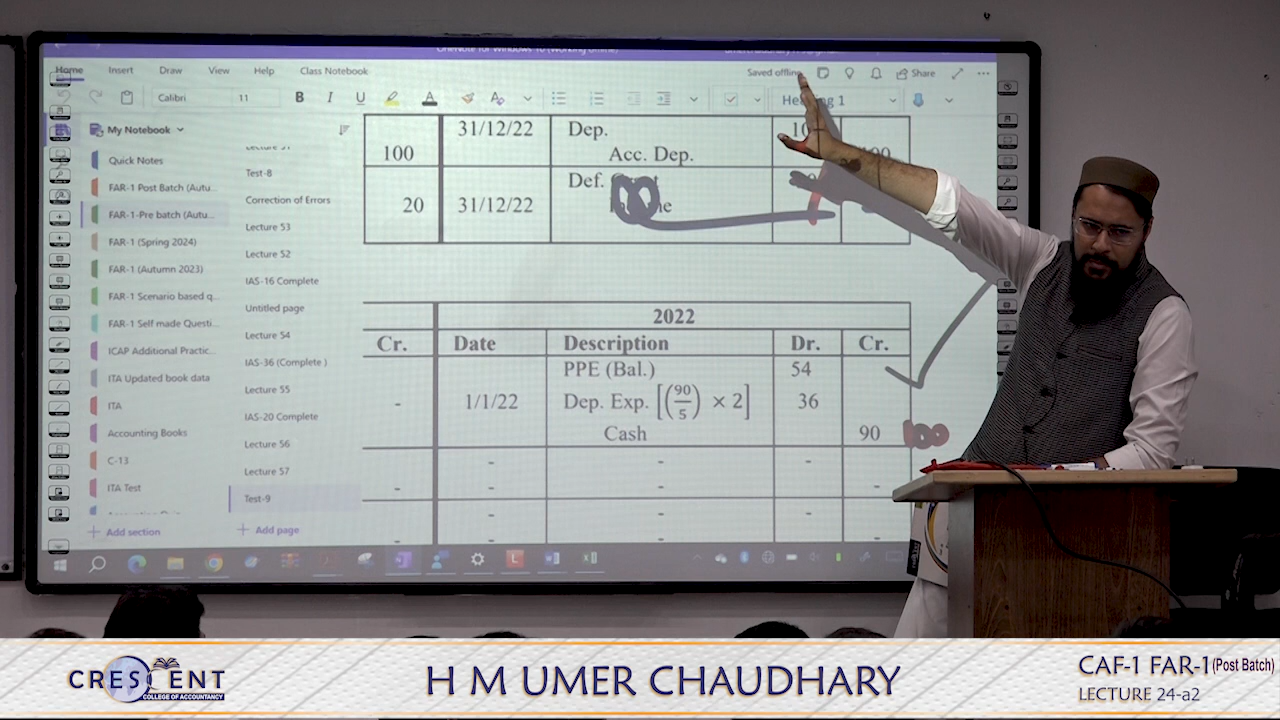 OneNote for Windows 10 (Working offline)
Home Insert Draw View Help Class Notebook Saved offline Share
Calibri 11 B I U A A Heading 1
My Notebook
Quick Notes
FAR-1 Post Batch (Autu...
FAR-1-Pre batch (Autu...
FAR-1 (Spring 2024)
FAR-1 (Autumn 2023)
FAR-1 Scenario based q...
FAR-1 Self made Questi...
ICAP Additional Practic...
ITA Updated book data
ITA
Accounting Books
C-13
ITA Test
Add section
Test-8
Correction of Errors
Lecture 53
Lecture 52
IAS-16 Complete
Untitled page
Lecture 54
IAS-36 (Complete )
Lecture 55
IAS-20 Complete
Lecture 56
Lecture 57
Test-9
Add page
31/12/22 Dep.
100 Acc. Dep.
Def.
20 31/12/22
2022
Cr. Date Description Dr. Cr.
PPE (Bal.) 54
- 1/1/22 Dep. Exp. [(90/5) × 2] 36
Cash 90 100
- - -
- -
- - -
-
CRESCENT
COLLEGE OF ACCOUNTANCY
H M UMER CHAUDHARY
CAF-1 FAR-1(Post Batch)
LECTURE 24-a2